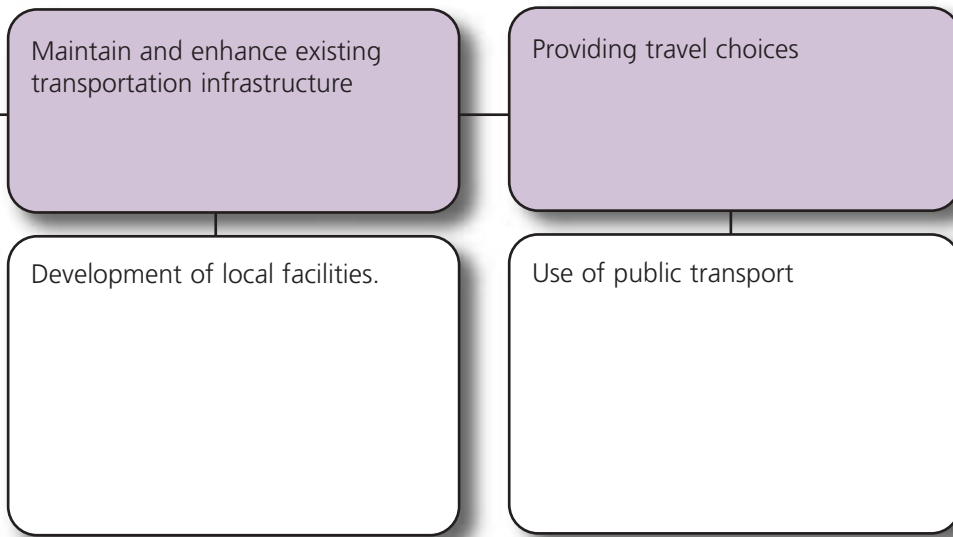 Maintain and enhance existing
transportation infrastructure
Providing travel choices
Development of local facilities.
Use of public transport